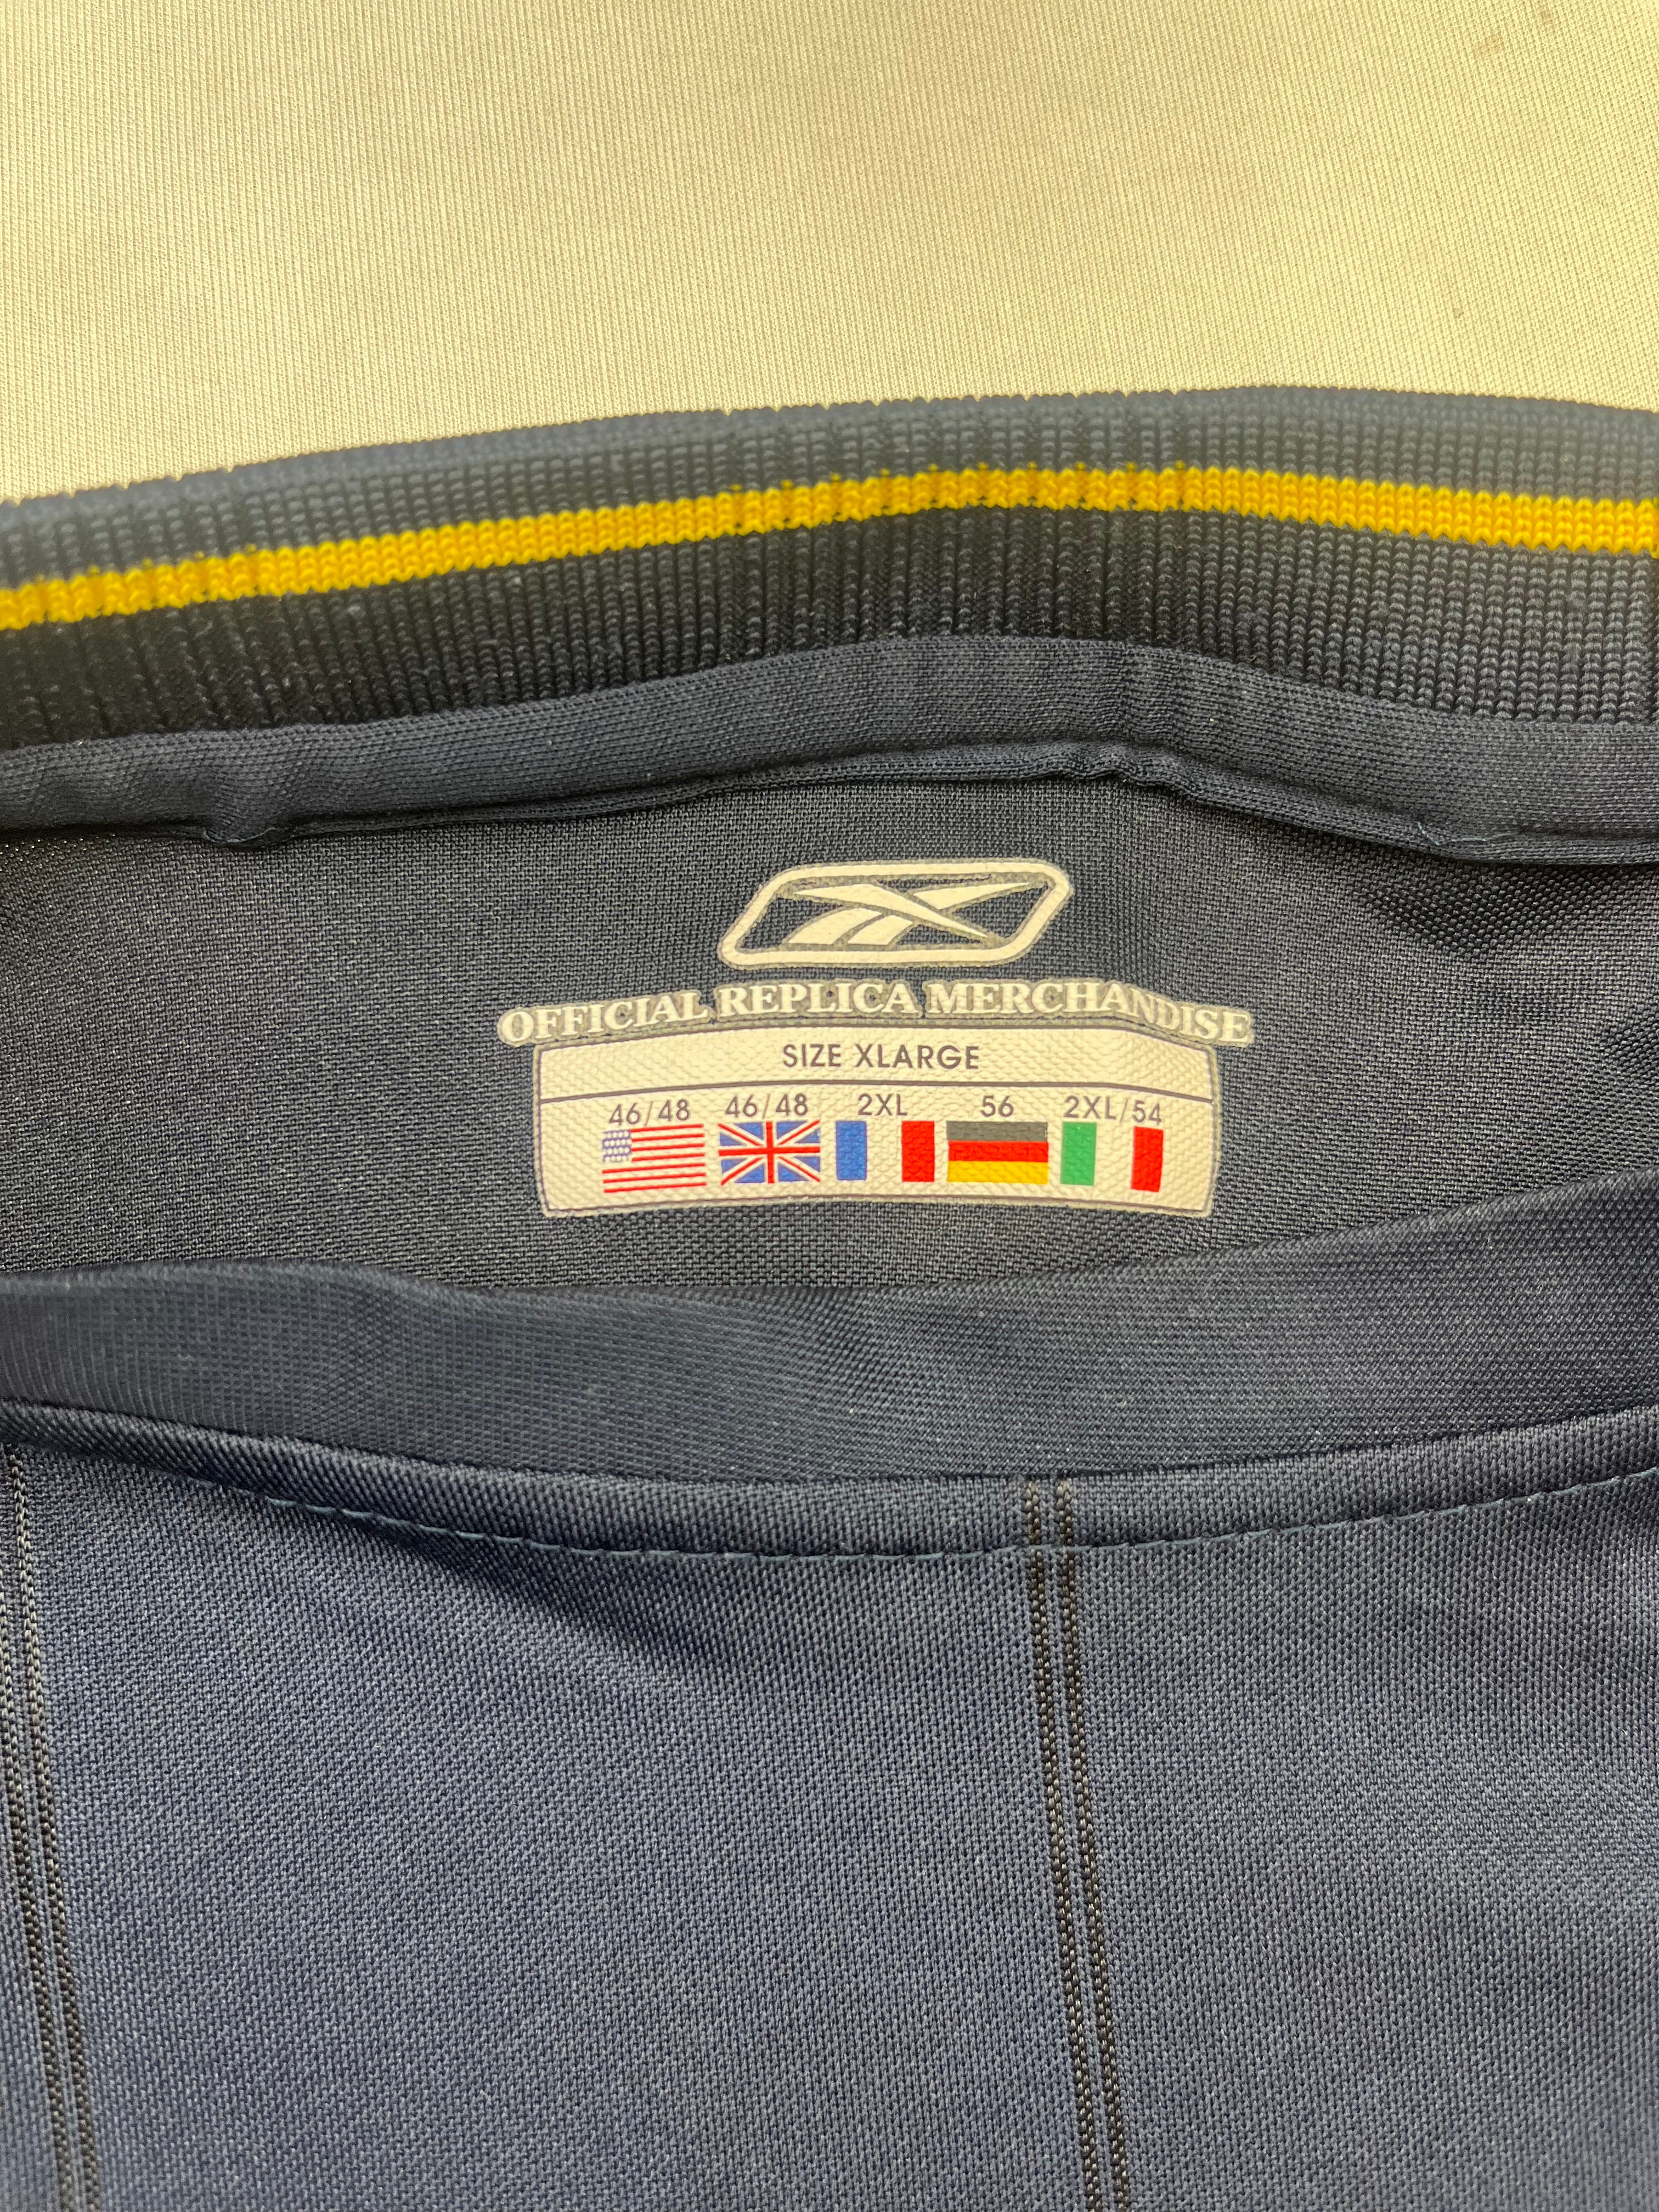 OFFICIAL REPLICA MERCHANDISE
SIZE XLARGE
46/48 46/48 2XL 56 2XL/54